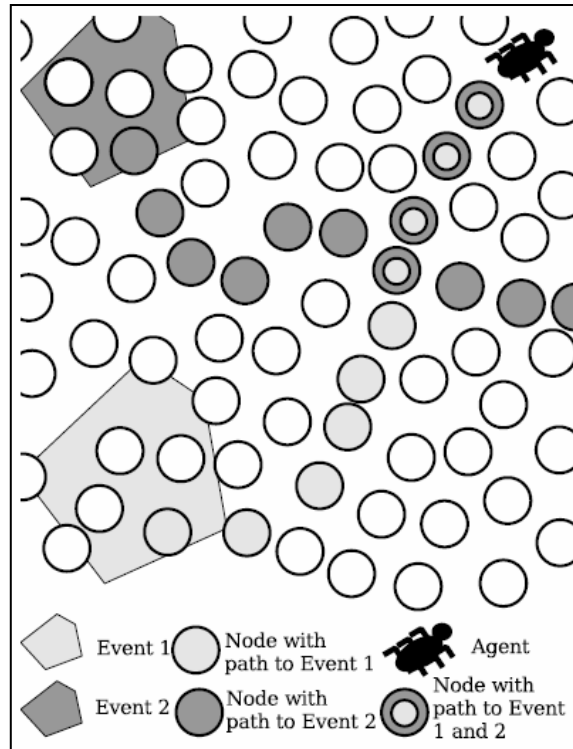 Event 1
Node with
path to Event 1
Agent
Event 2
Node with
path to Event 2
Node with
path to Event
1 and 2